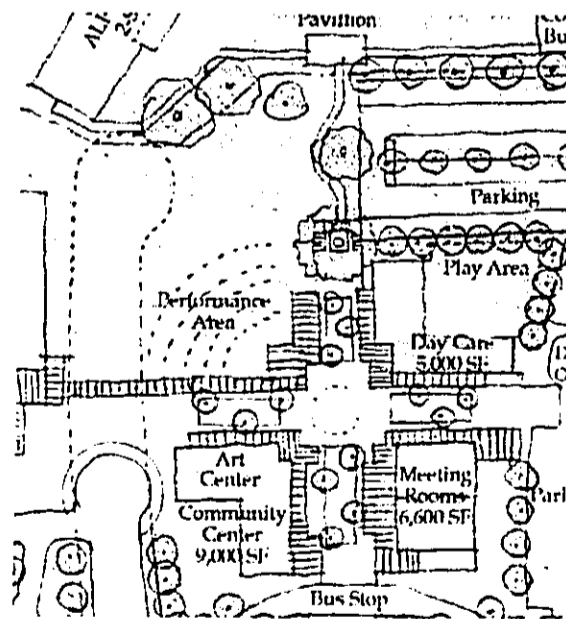 Pavilion
Parking
Play Area
Performance
Area
Day Care
5,000 SF
Art
Center
Meeting
Rooms
6,600 SF
Community
Center
9,000 SF
Bus Stop